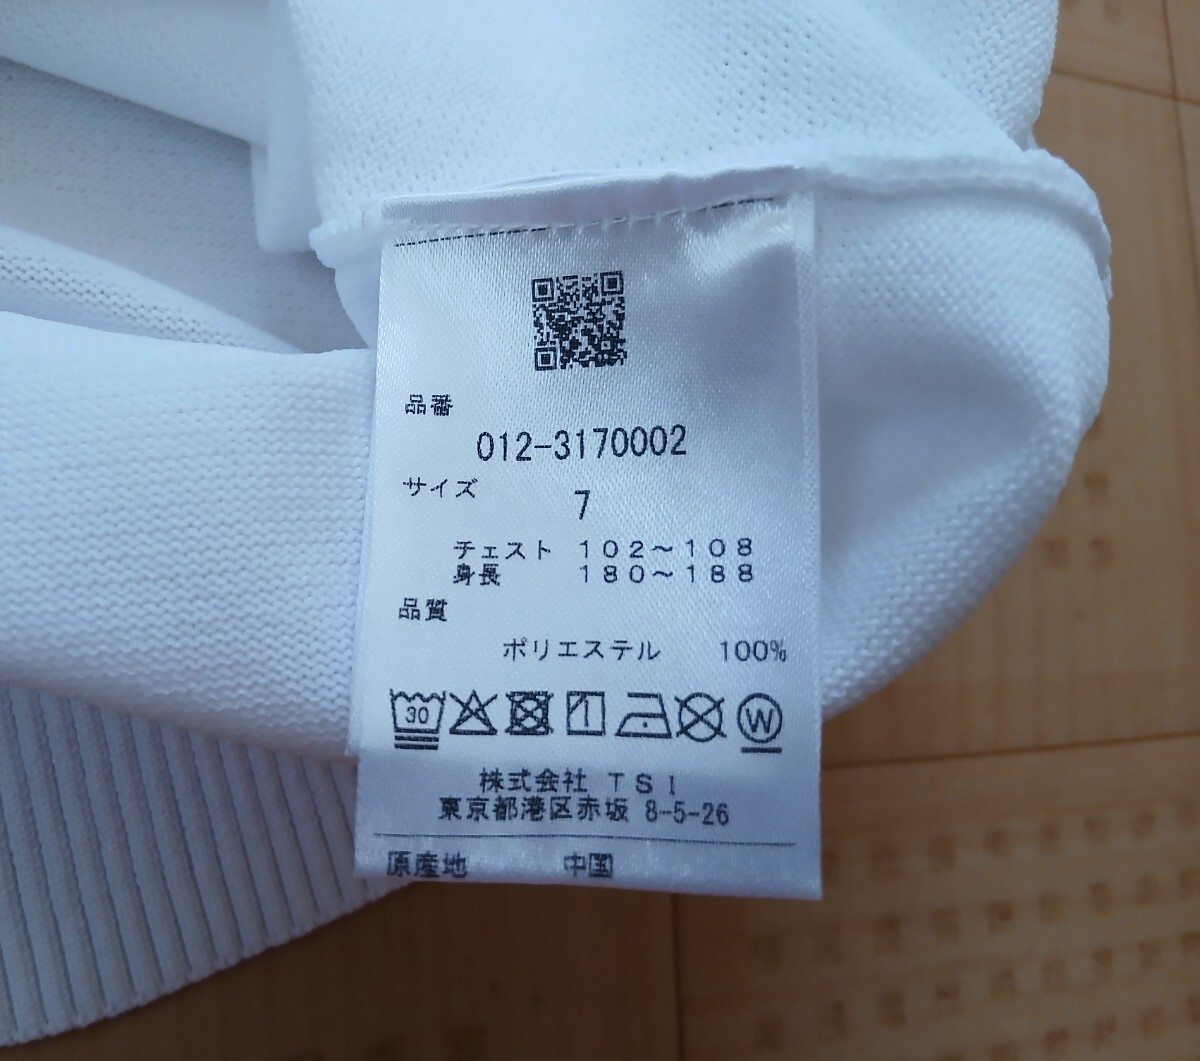 品番
012-3170002
サイズ
7
チェスト 102～108
身長 180～188
品質
ポリエステル 100%
30 W
株式会社 TSI
東京都港区赤坂 8-5-26
原産地 中国